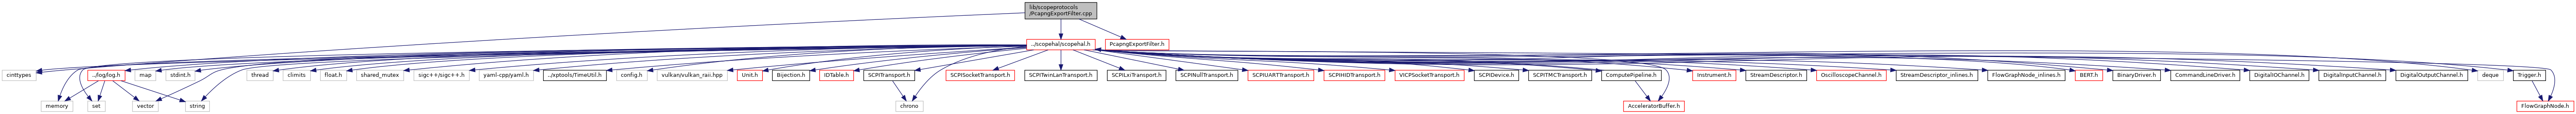 lib/scopeprotocols
/PcapngExportFilter.cpp
../scopehal/scopehal.h
PcapngExportFilter.h
cinttypes
../log/log.h
map
stdint.h
thread
climits
float.h
shared_mutex
sigc++/sigc++.h
yaml-cpp/yaml.h
../xptools/TimeUtil.h
config.h
vulkan/vulkan_raii.hpp
Unit.h
Bijection.h
IDTable.h
SCPITransport.h
SCPISocketTransport.h
SCPITwinLanTransport.h
SCPILxiTransport.h
SCPINullTransport.h
SCPIUARTTransport.h
SCPIHIDTransport.h
VICPSocketTransport.h
SCPIDevice.h
SCPITMCTransport.h
ComputePipeline.h
Instrument.h
StreamDescriptor.h
OscilloscopeChannel.h
StreamDescriptor_inlines.h
FlowGraphNode_inlines.h
BERT.h
BinaryDriver.h
CommandLineDriver.h
DigitalIOChannel.h
DigitalInputChannel.h
DigitalOutputChannel.h
deque
Trigger.h
memory
set
vector
string
chrono
AcceleratorBuffer.h
FlowGraphNode.h